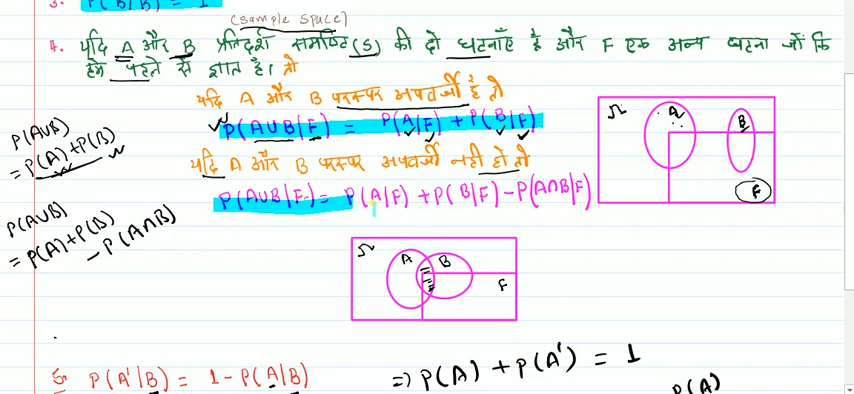 3. P(B/B) = 1
(Sample Space)
4. यदि A और B प्रतिदर्श समष्टि (S) की दो घटनाएँ है और F एक अन्य घटना जो कि
हमें पहले से ज्ञात है। तो
यदि A और B परस्पर अपवर्जी है तो
P(A∪B|F) = P(A|F) + P(B|F)
यदि A और B परस्पर अपवर्जी नही हो तो
P(A∪B|F) = P(A|F) + P(B|F) - P(A∩B|F)
P(A∪B)
= P(A) + P(B)
P(A∪B)
= P(A) + P(B)
- P(A∩B)
Ω A B
F
Ω A B
F
5. P(A'|B) = 1 - P(A|B)
⇒ P(A) + P(A') = 1
P(A)